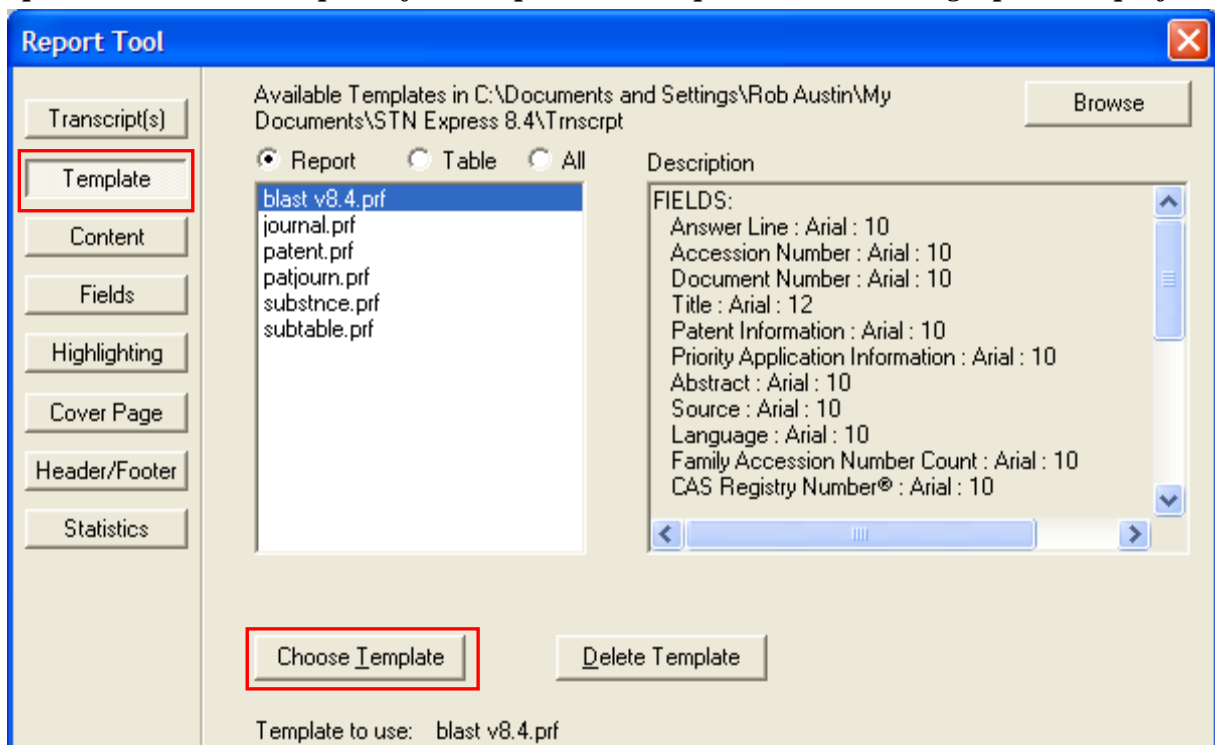 Report Tool
Transcript(s)
Template
Content
Fields
Highlighting
Cover Page
Header/Footer
Statistics
Available Templates in C:\Documents and Settings\Rob Austin\My
Documents\STN Express 8.4\Trnscrpt
Browse
Report Table All
blast v8.4.prf
journal.prf
patent.prf
patjourn.prf
substnce.prf
subtable.prf
Description
FIELDS:
Answer Line : Arial : 10
Accession Number : Arial : 10
Document Number : Arial : 10
Title : Arial : 12
Patent Information : Arial : 10
Priority Application Information : Arial : 10
Abstract : Arial : 10
Source : Arial : 10
Language : Arial : 10
Family Accession Number Count : Arial : 10
CAS Registry Number® : Arial : 10
Choose Template
Delete Template
Template to use: blast v8.4.prf